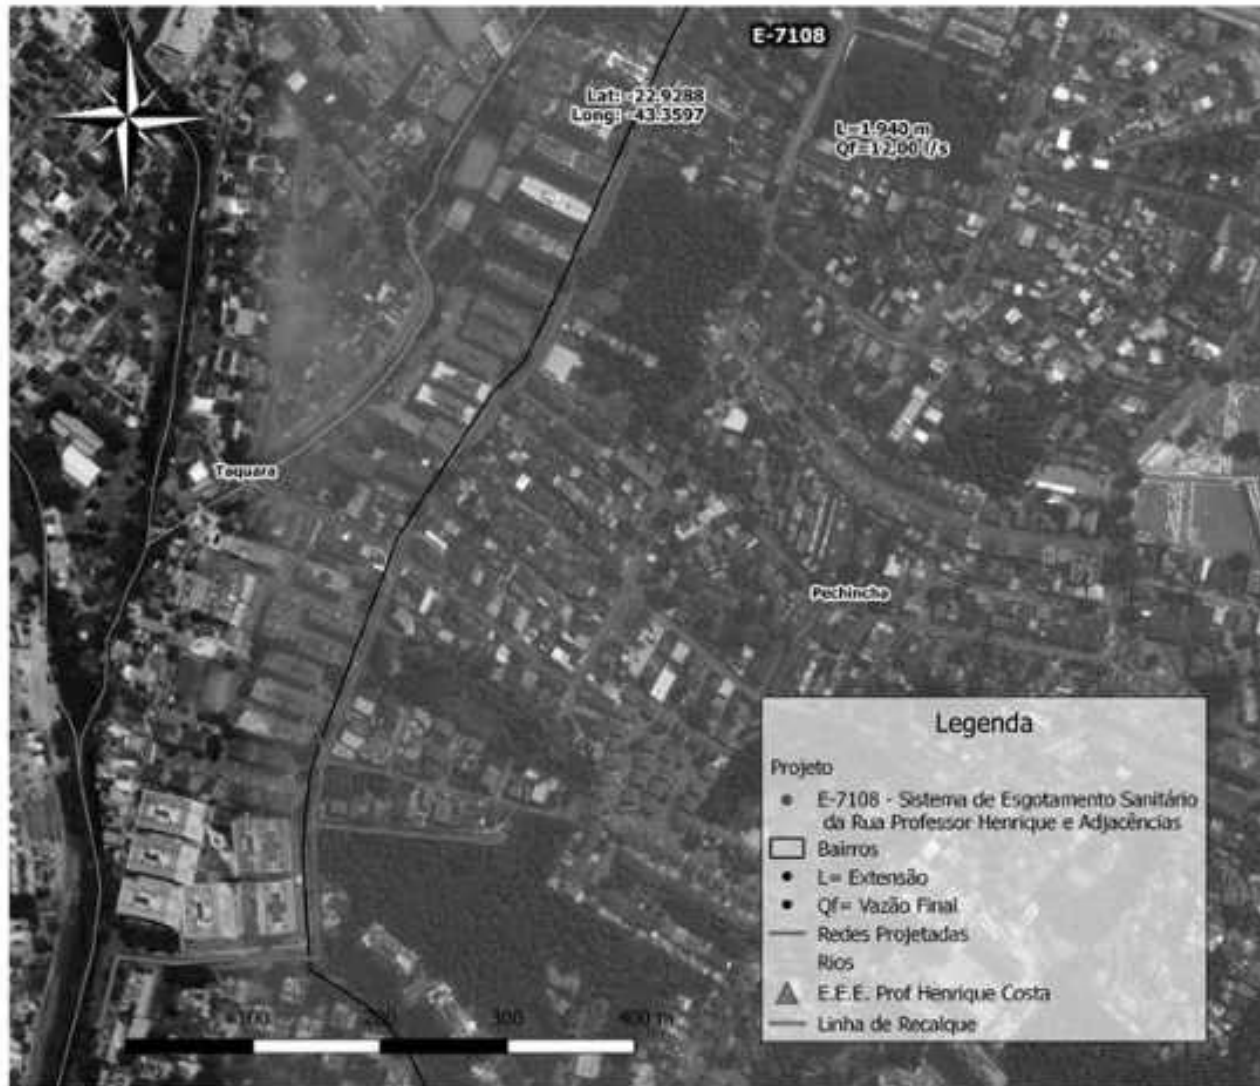 E-7108
Lat: -22.9288
Long: -43.3597
L=1.940 m
Qf=12,00 l/s
Taquara
Pechincha
Legenda
Projeto
E-7108 - Sistema de Esgotamento Sanitário
da Rua Professor Henrique e Adjacências
Bairros
L= Extensão
Qf= Vazão Final
Redes Projetadas
Rios
E.E.E. Prof Henrique Costa
Linha de Recalque
100 200 300 400 m